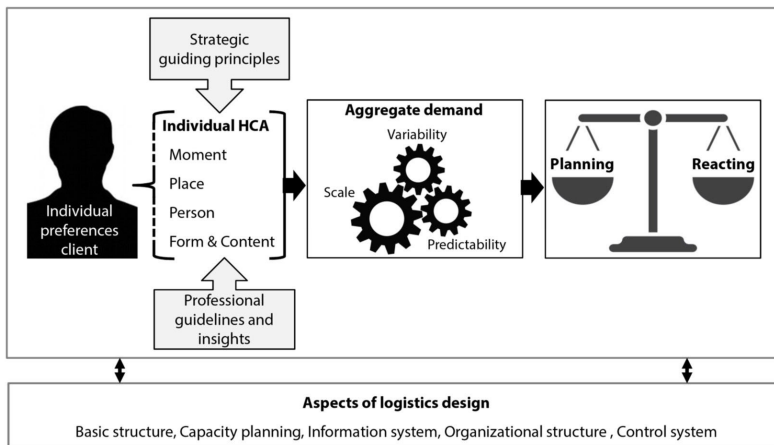 Strategic
guiding principles
Individual
preferences
client
Individual HCA
Moment
Place
Person
Form & Content
Professional
guidelines and
insights
Aggregate demand
Variability
Scale
Predictability
Planning
Reacting
Aspects of logistics design
Basic structure, Capacity planning, Information system, Organizational structure , Control system